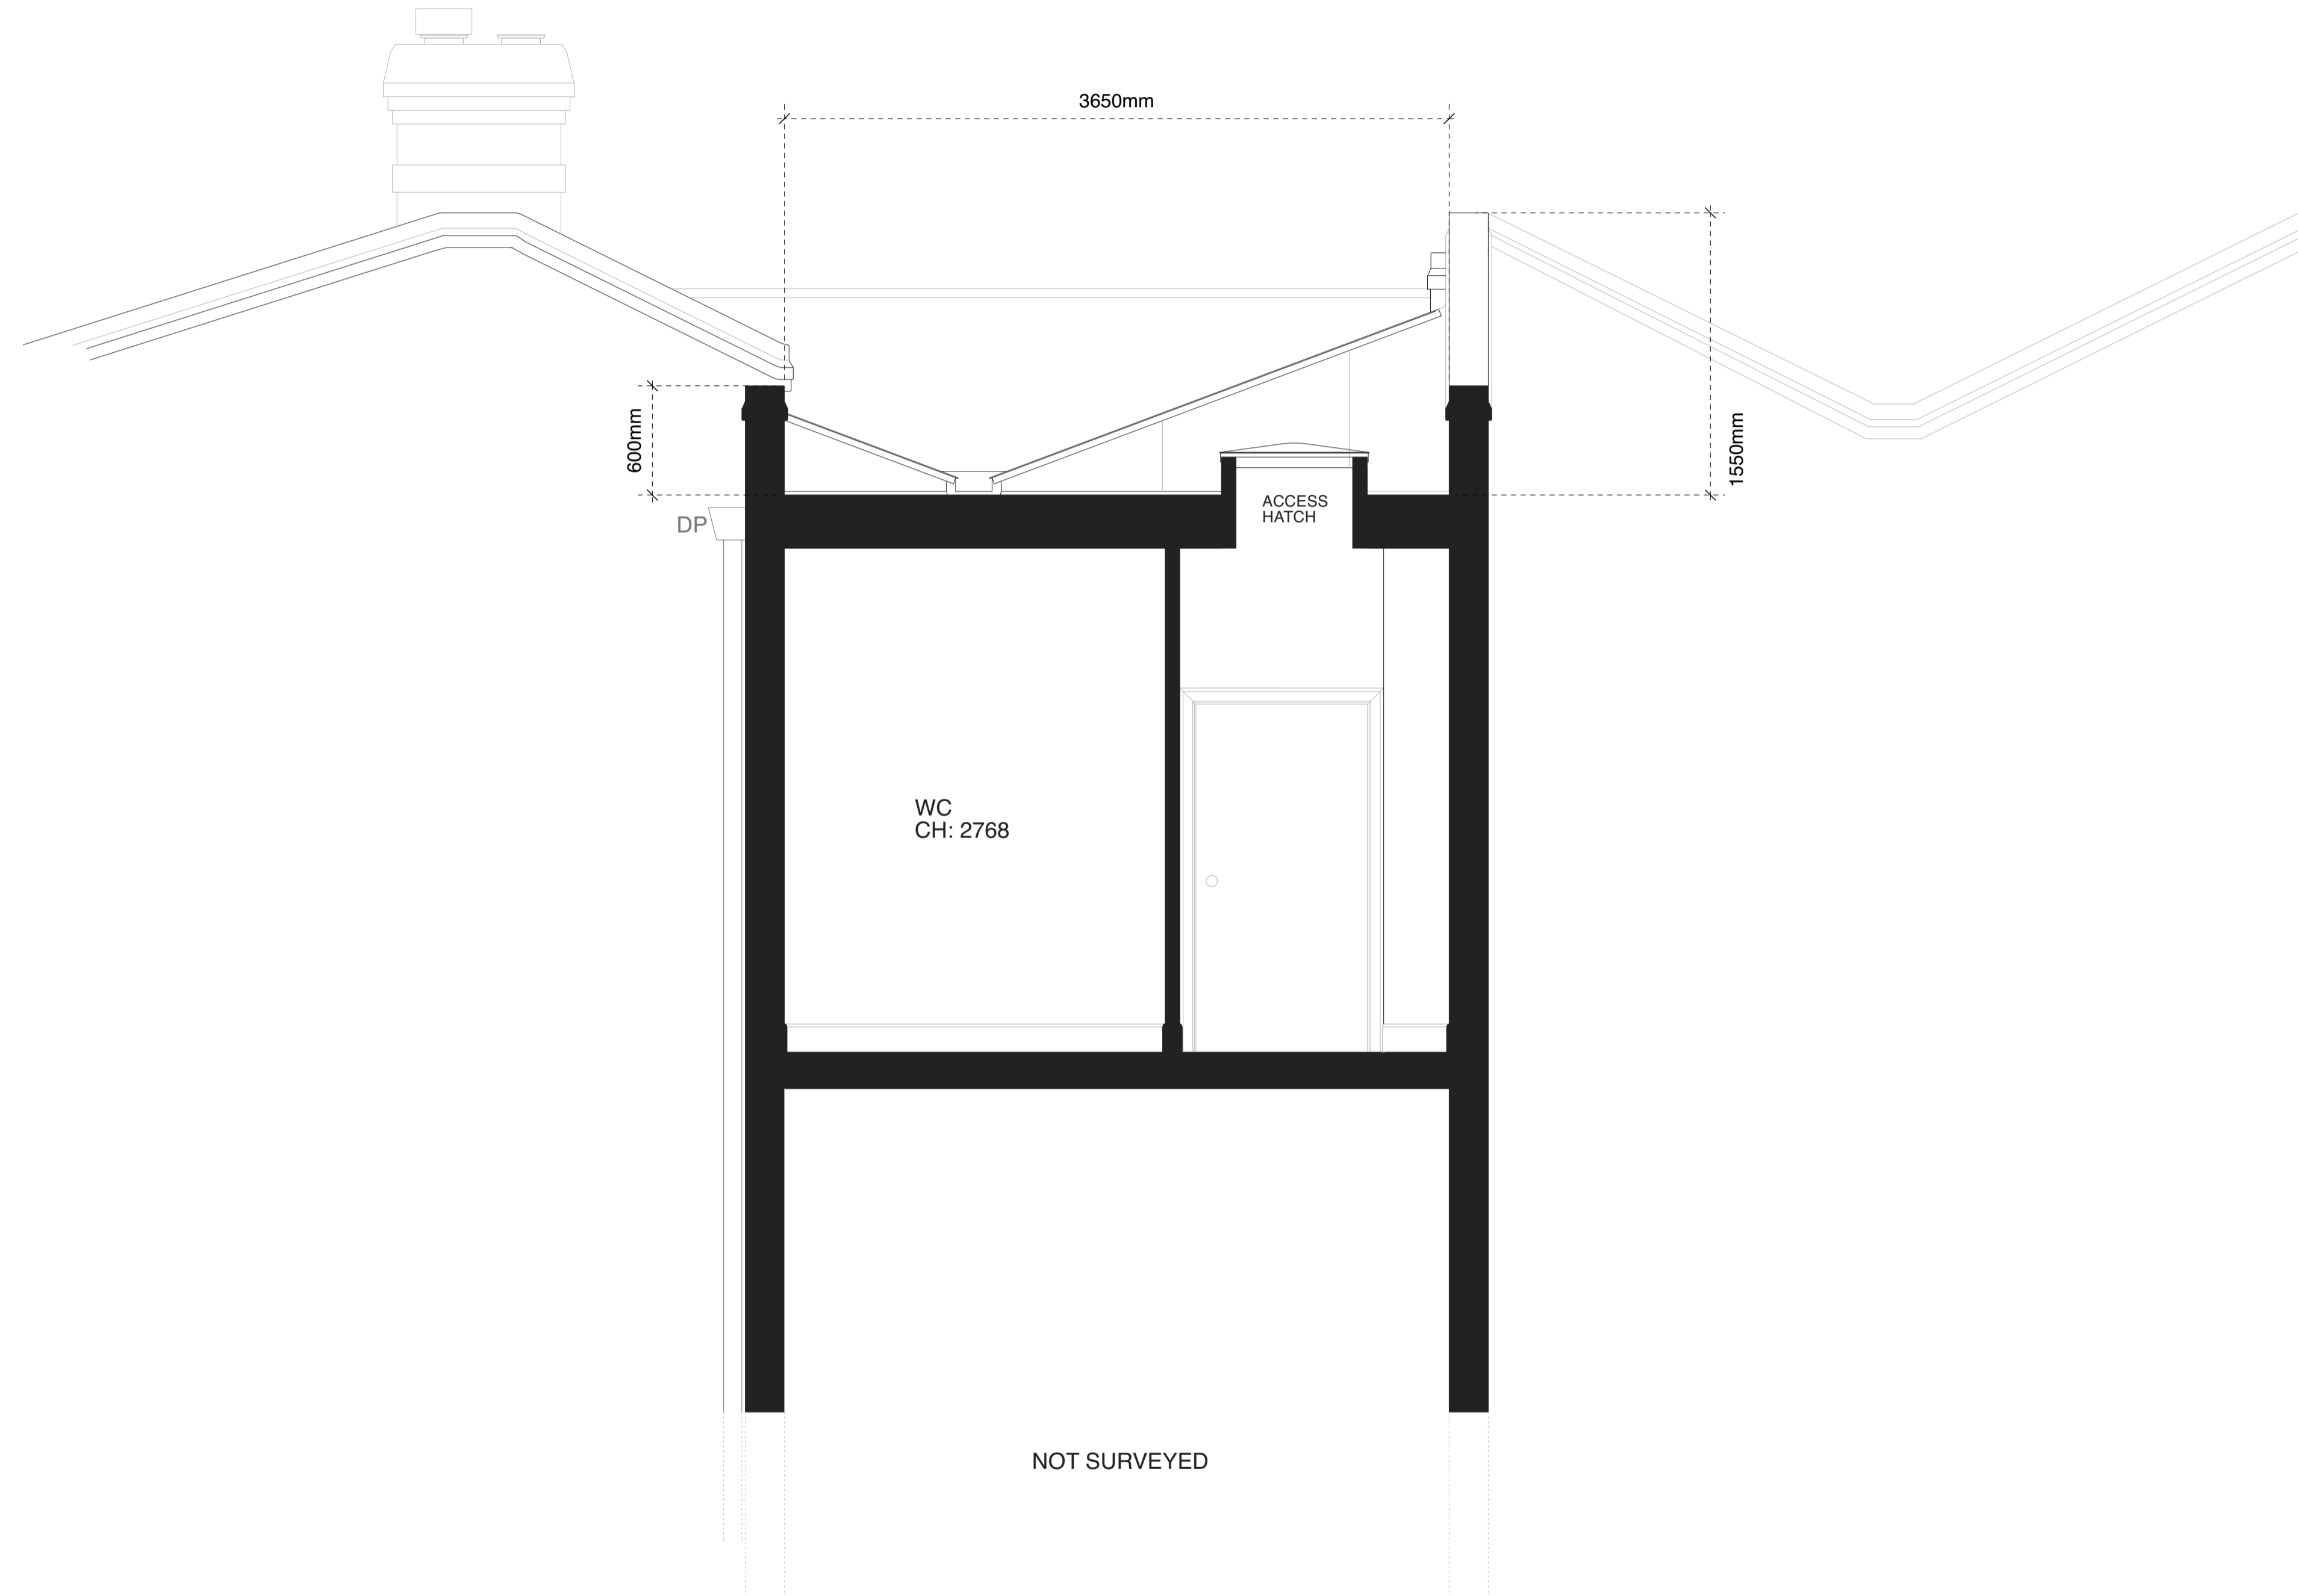 3650mm
600mm
1550mm
ACCESS
HATCH
DP
WC
CH: 2768
NOT SURVEYED